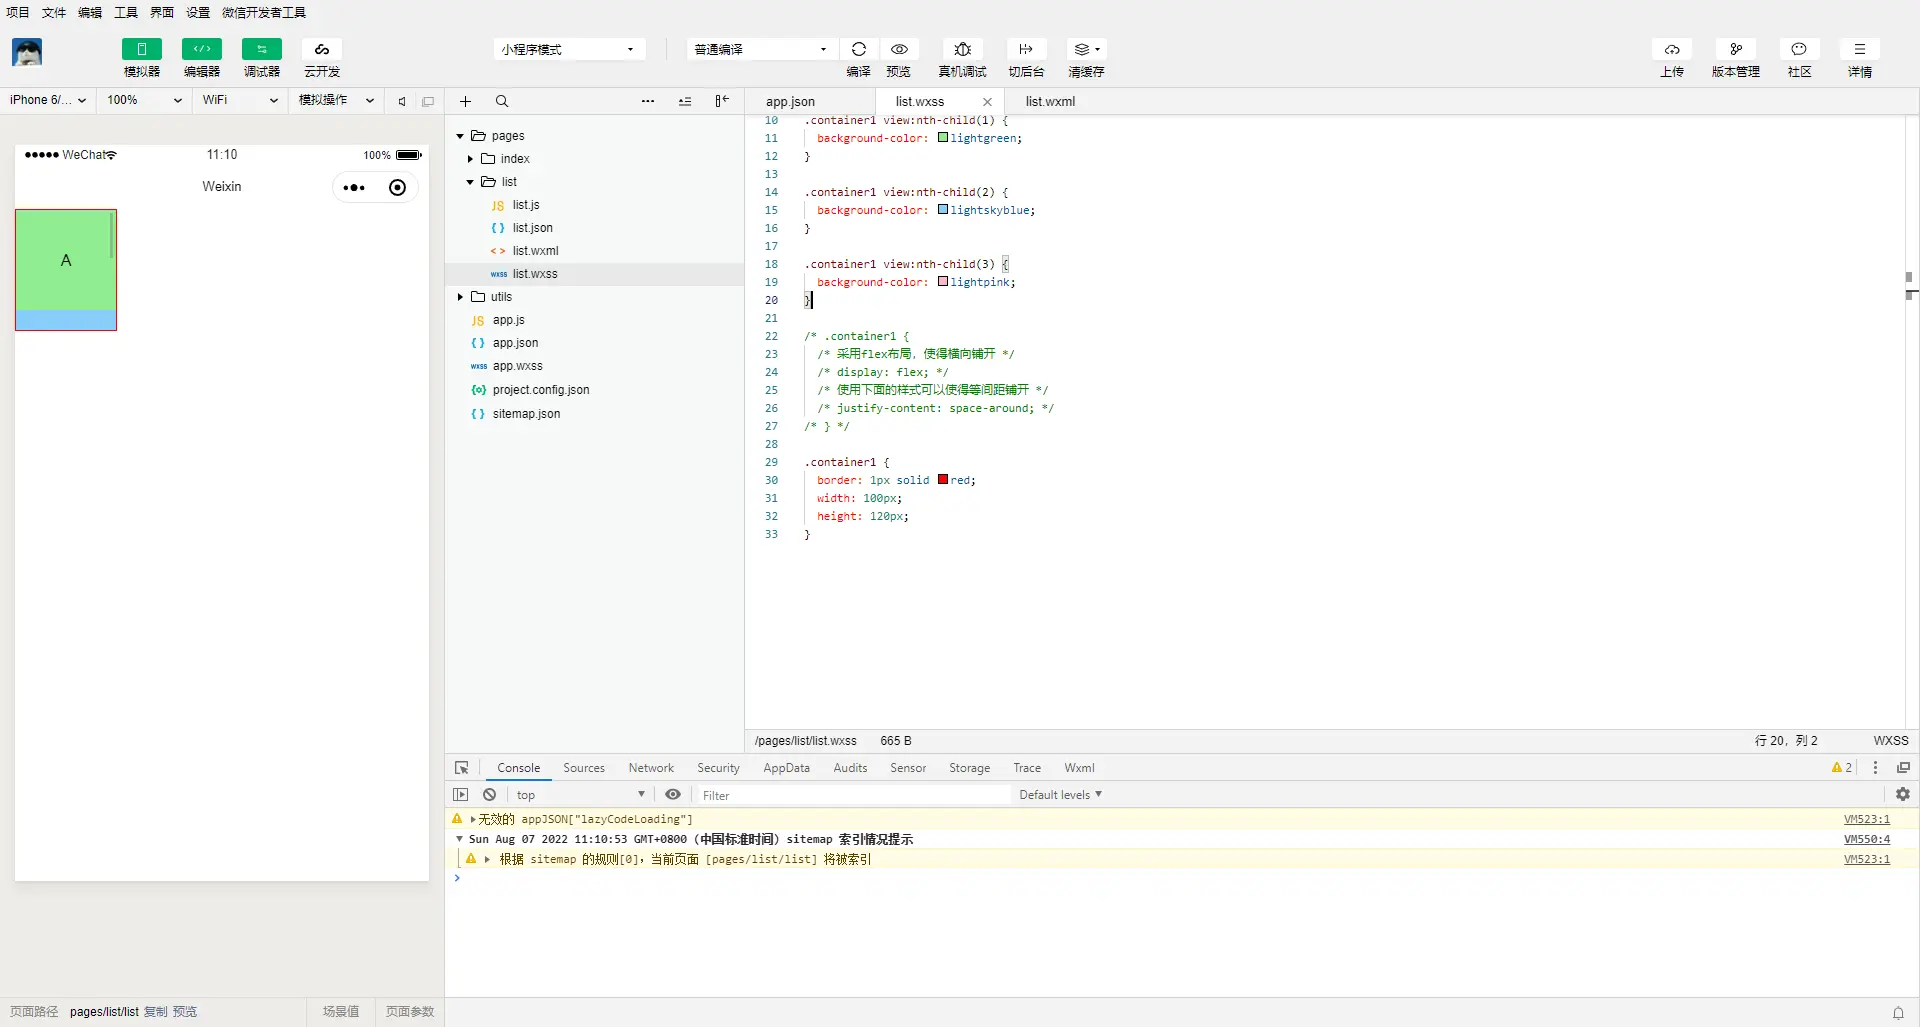 项目 文件 编辑 工具 界面 设置 微信开发者工具
模拟器 编辑器 调试器 云开发
小程序模式
普通编译
编译 预览 真机调试 切后台 清缓存
上传 版本管理 社区 详情
iPhone 6/... 100% WiFi 模拟操作
WeChat 11:10 100%
Weixin
A
页面路径 pages/list/list 复制 预览 场景值 页面参数
pages
index
list
JS list.js
{ } list.json
< > list.wxml
wxss list.wxss
utils
JS app.js
{ } app.json
wxss app.wxss
{o} project.config.json
{ } sitemap.json
app.json list.wxss list.wxml
10 .container1 view:nth-child(1) {
11 background-color: lightgreen;
12 }
13
14 .container1 view:nth-child(2) {
15 background-color: lightskyblue;
16 }
17
18 .container1 view:nth-child(3) {
19 background-color: lightpink;
20 }
21
22 /* .container1 {
23 /* 采用flex布局，使得横向铺开 */
24 /* display: flex; */
25 /* 使用下面的样式可以使得等间距铺开 */
26 /* justify-content: space-around; */
27 /* } */
28
29 .container1 {
30 border: 1px solid red;
31 width: 100px;
32 height: 120px;
33 }
/pages/list/list.wxss 665 B 行 20，列 2 WXSS
Console Sources Network Security AppData Audits Sensor Storage Trace Wxml 2
top Filter Default levels
无效的 appJSON["lazyCodeLoading"] VM523:1
Sun Aug 07 2022 11:10:53 GMT+0800 (中国标准时间) sitemap 索引情况提示 VM550:4
根据 sitemap 的规则[0]，当前页面 [pages/list/list] 将被索引 VM523:1